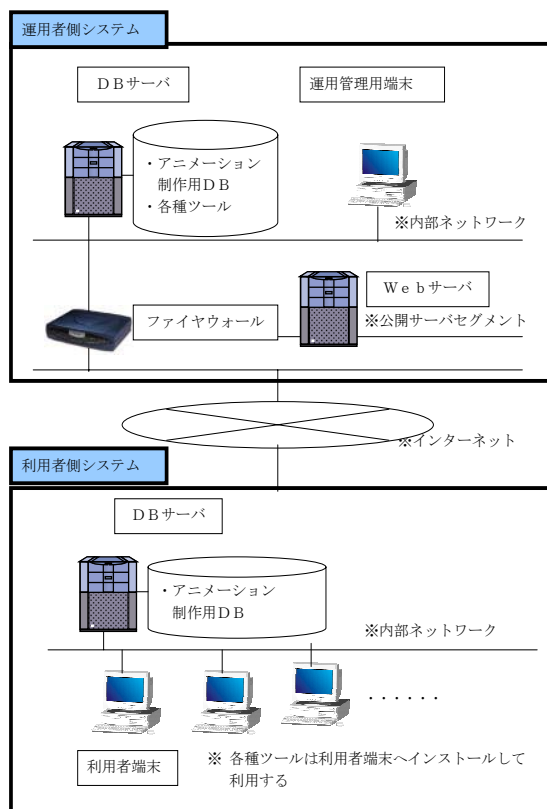 運用者側システム
ＤＢサーバ
運用管理用端末
・アニメーション
制作用ＤＢ
・各種ツール
※内部ネットワーク
Ｗｅｂサーバ
ファイヤウォール
※公開サーバセグメント
※インターネット
利用者側システム
ＤＢサーバ
・アニメーション
制作用ＤＢ
※内部ネットワーク
・・・・・・
利用者端末
※ 各種ツールは利用者端末へインストールして
利用する